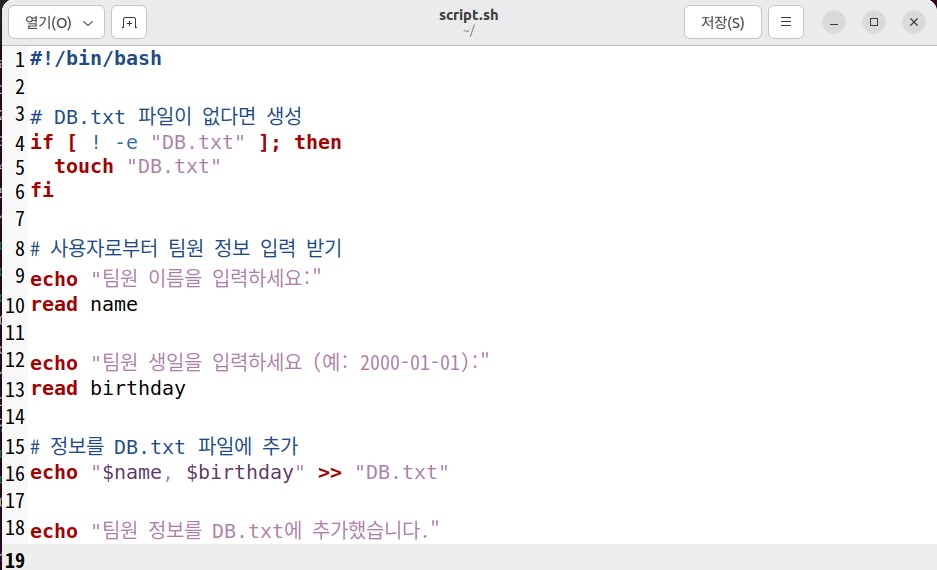 열기(O)
script.sh
~/
저장(S)
1 #!/bin/bash
2
3 # DB.txt 파일이 없다면 생성
4 if [ ! -e "DB.txt" ]; then
5   touch "DB.txt"
6 fi
7
8 # 사용자로부터 팀원 정보 입력 받기
9 echo "팀원 이름을 입력하세요:"
10 read name
11
12 echo "팀원 생일을 입력하세요 (예: 2000-01-01):"
13 read birthday
14
15 # 정보를 DB.txt 파일에 추가
16 echo "$name, $birthday" >> "DB.txt"
17
18 echo "팀원 정보를 DB.txt에 추가했습니다."
19